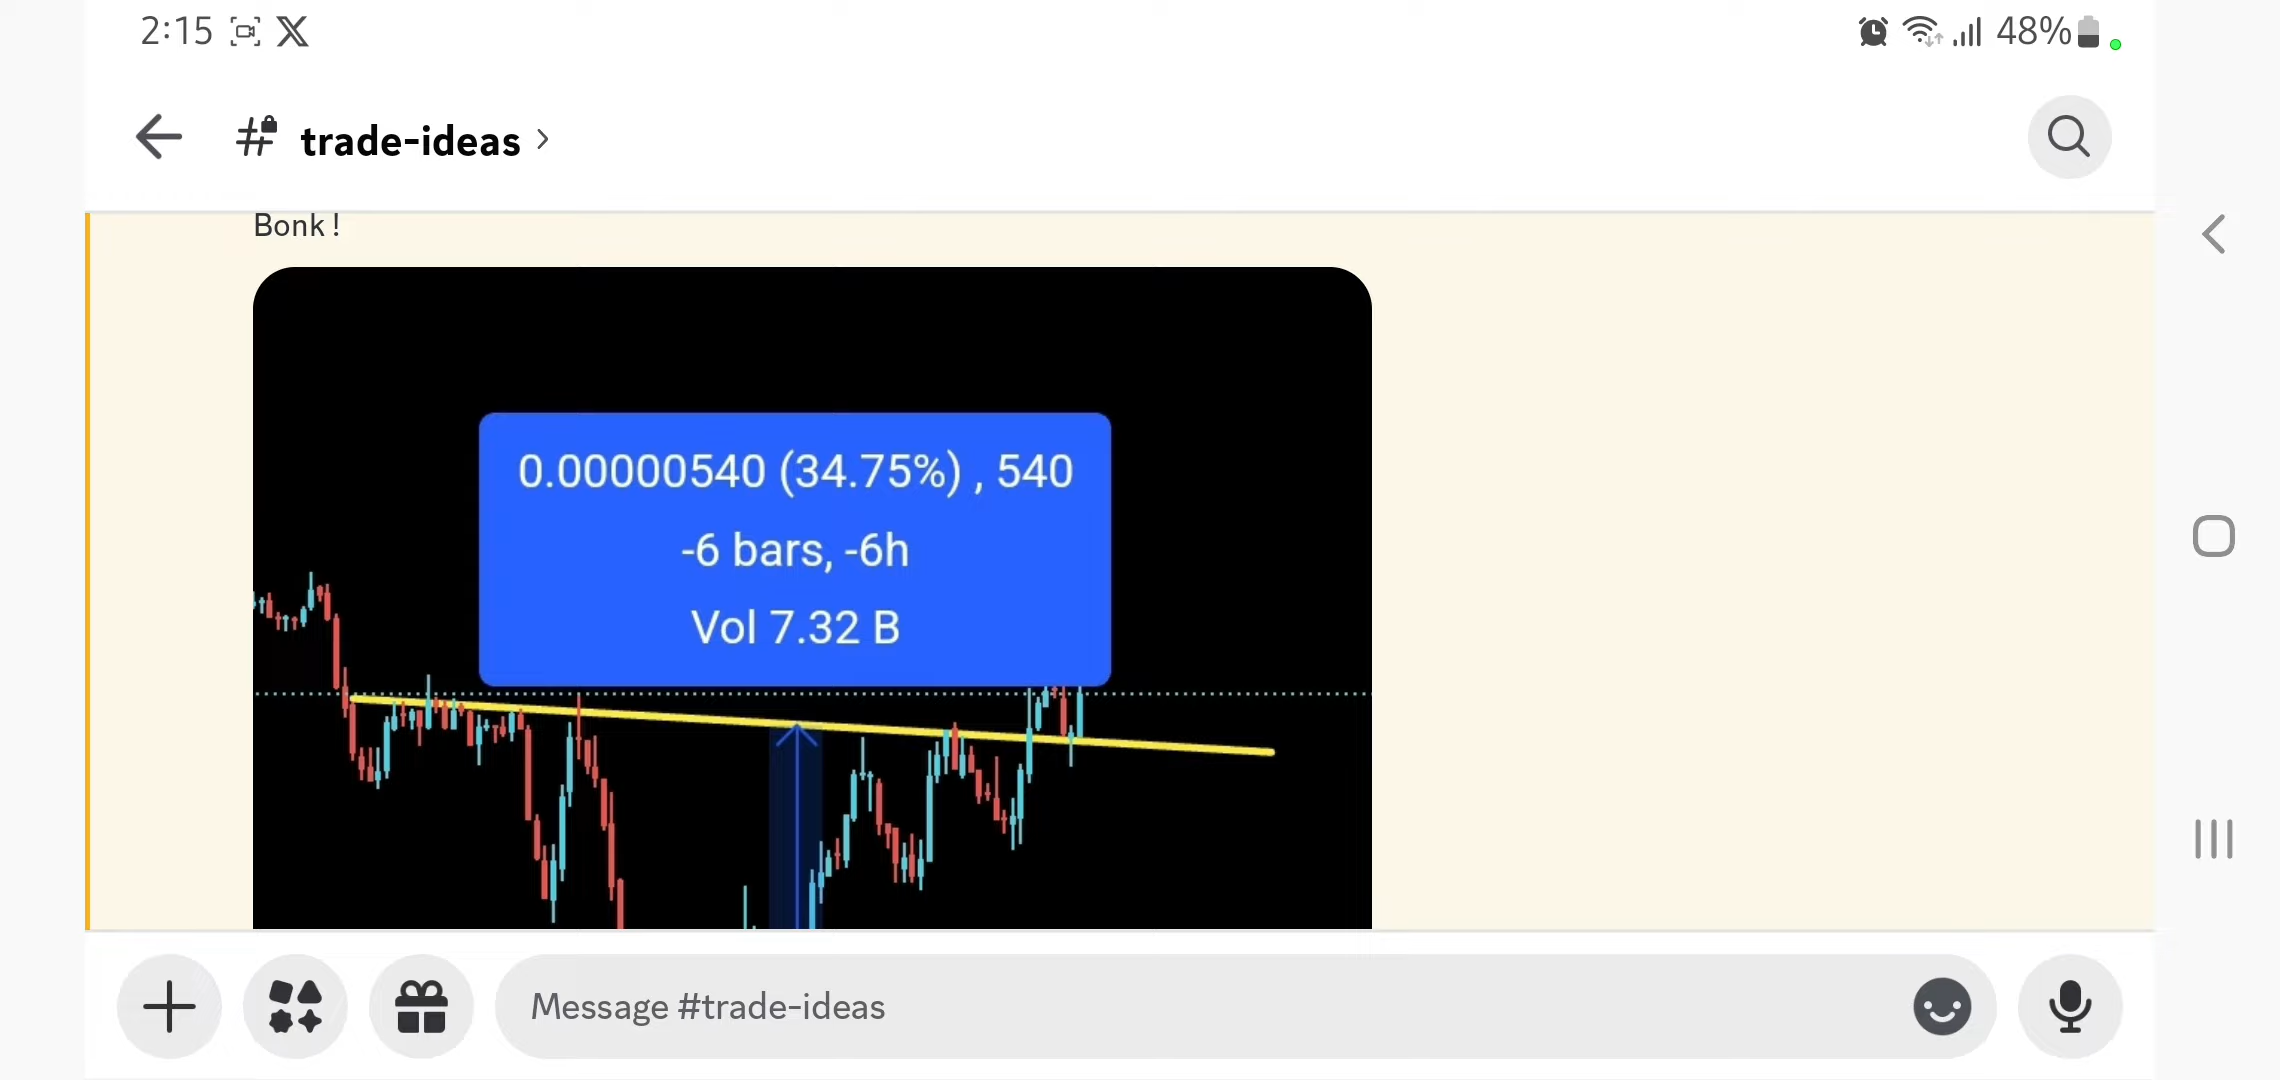 2:15 48%
# trade-ideas
Bonk !
0.00000540 (34.75%) , 540
-6 bars, -6h
Vol 7.32 B
Message #trade-ideas